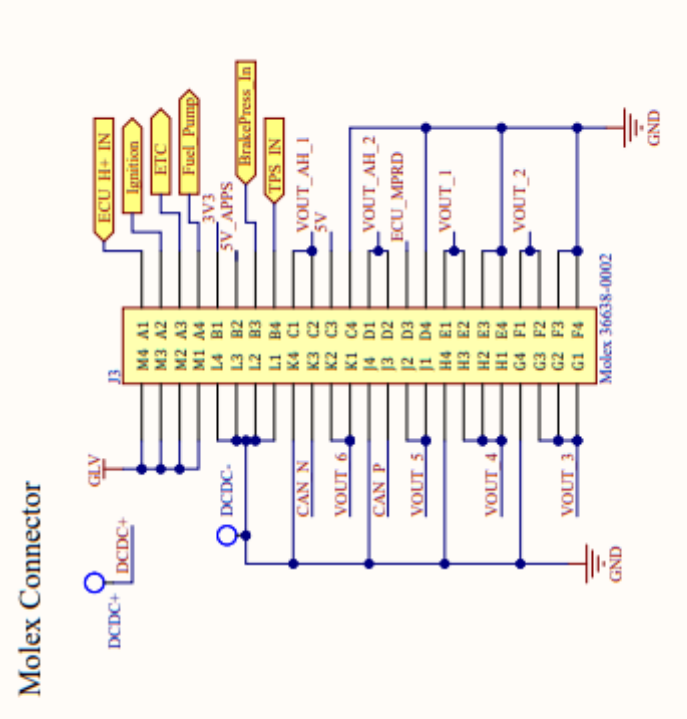 Molex Connector
DCDC+
DCDC+
GLV
J3
M4 A1
M3 A2
M2 A3
M1 A4
L4 B1
L3 B2
L2 B3
L1 B4
K4 C1
K3 C2
K2 C3
K1 C4
J4 D1
J3 D2
J2 D3
J1 D4
H4 E1
H3 E2
H2 E3
H1 E4
G4 F1
G3 F2
G2 F3
G1 F4
Molex 36638-0002
ECU_H+_IN
Ignition
ETC
Fuel_Pump
3V3
5V_APPS
BrakePress_In
TPS_IN
VOUT_AH_1
5V
VOUT_AH_2
ECU_MPRD
VOUT_1
VOUT_2
GND
DCDC-
CAN_N
VOUT_6
CAN_P
VOUT_5
VOUT_4
VOUT_3
GND